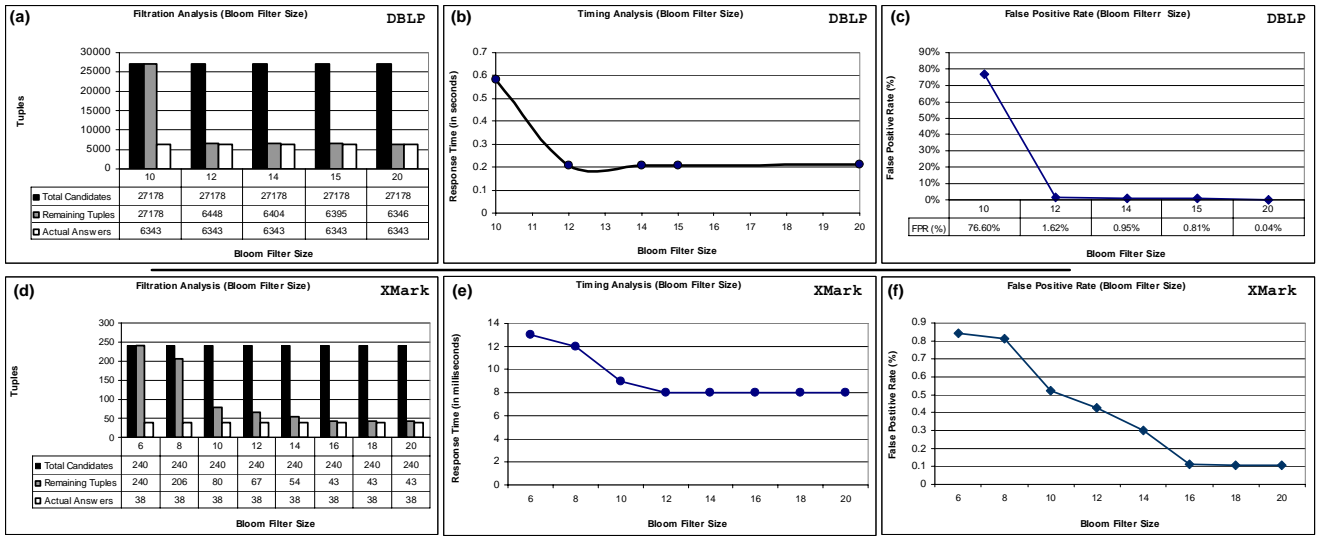 (a) Filtration Analysis (Bloom Filter Size) DBLP
30000
25000
20000
15000
10000
5000
0
Tuples
10 12 14 15 20
Total Candidates 27178 27178 27178 27178 27178
Remaining Tuples 27178 6448 6404 6395 6346
Actual Answers 6343 6343 6343 6343 6343
Bloom Filter Size
(b) Timing Analysis (Bloom Filter Size) DBLP
0.7
0.6
0.5
0.4
0.3
0.2
0.1
0
Response Time (in seconds)
10 11 12 13 14 15 16 17 18 19 20
Bloom Filter Size
(c) False Positive Rate (Bloom Filterr Size) DBLP
90%
80%
70%
60%
50%
40%
30%
20%
10%
0%
False Positive Rate (%)
10 12 14 15 20
FPR (%) 76.60% 1.62% 0.95% 0.81% 0.04%
Bloom Filter Size
(d) Filtration Analysis (Bloom Filter Size) XMark
300
250
200
150
100
50
0
Tuples
6 8 10 12 14 16 18 20
Total Candidates 240 240 240 240 240 240 240 240
Remaining Tuples 240 206 80 67 54 43 43 43
Actual Answers 38 38 38 38 38 38 38 38
Bloom Filter Size
(e) Timing Analysis (Bloom Filter Size) XMark
14
12
10
8
6
4
2
0
Response Time (in milliseconds)
6 8 10 12 14 16 18 20
Bloom Filter Size
(f) False Positive Rate (Bloom Filter Size) XMark
0.9
0.8
0.7
0.6
0.5
0.4
0.3
0.2
0.1
0
False Postitive Rate (%)
6 8 10 12 14 16 18 20
Bloom Filter Size